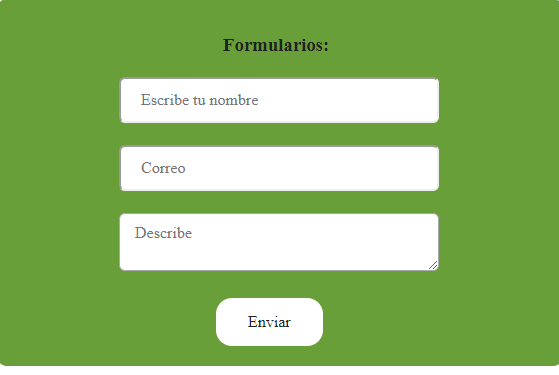 Formularios:
Escribe tu nombre
Correo
Describe
Enviar